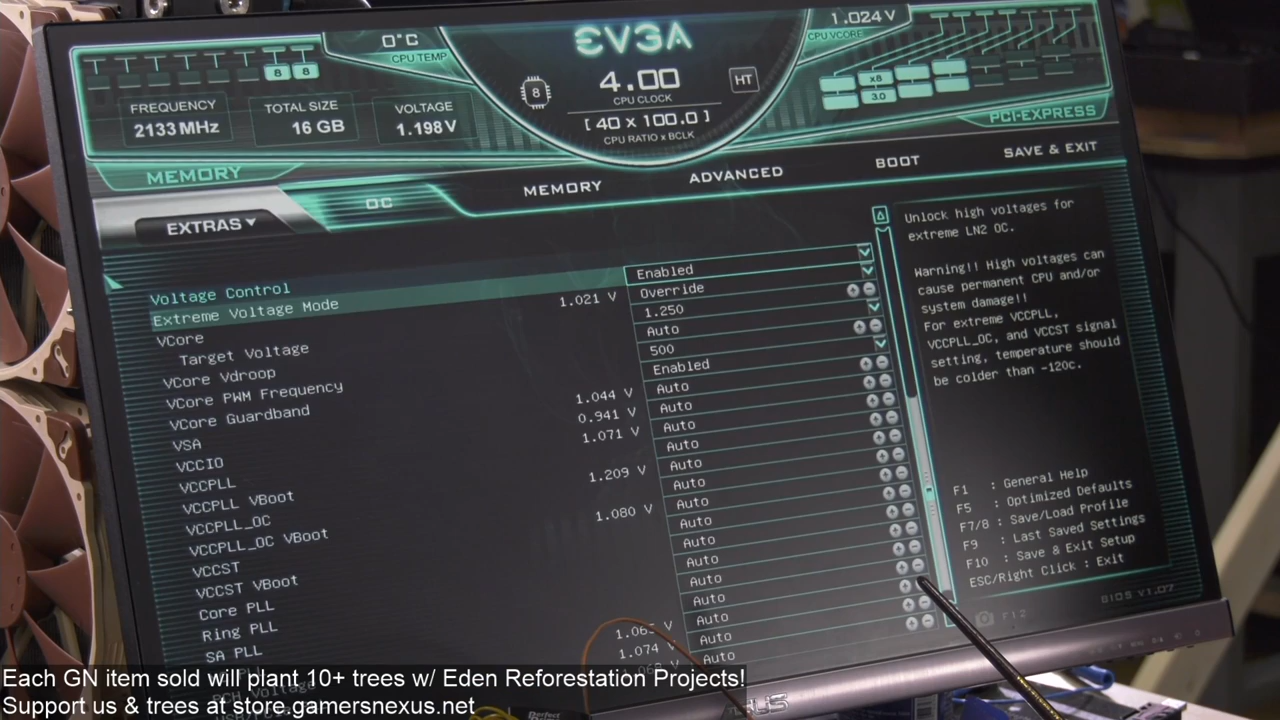 EVGA
0°C
CPU TEMP
1.024V
CPU VCORE
8 8
8
4.00
CPU CLOCK
HT
x8
3.0
FREQUENCY
2133MHz
TOTAL SIZE
16 GB
VOLTAGE
1.198V
[ 40 x 100.0 ]
CPU RATIO x BCLK
PCI-EXPRESS
MEMORY
EXTRAS
OC
MEMORY
ADVANCED
BOOT
SAVE & EXIT
Voltage Control
Extreme Voltage Mode Enabled
VCore 1.021 V Override
Target Voltage 1.250
VCore Vdroop Auto
VCore PWM Frequency 500
VCore Guardband Enabled
VSA 1.044 V Auto
VCCIO 0.941 V Auto
VCCPLL 1.071 V Auto
VCCPLL VBoot Auto
VCCPLL_OC 1.209 V Auto
VCCPLL_OC VBoot Auto
VCCST 1.080 V Auto
VCCST VBoot Auto
Core PLL Auto
Ring PLL Auto
SA PLL Auto
1.074 V Auto
Auto
PCH Voltage
Unlock high voltages for
extreme LN2 OC.
Warning!! High voltages can
cause permanent CPU and/or
system damage!!
For extreme VCCPLL,
VCCPLL_OC, and VCCST signal
setting, temperature should
be colder than -120c.
F1 : General Help
F5 : Optimized Defaults
F7/8 : Save/Load Profile
F9 : Last Saved Settings
F10 : Save & Exit Setup
ESC/Right Click : Exit
F12
BIOS V1.07
Each GN item sold will plant 10+ trees w/ Eden Reforestation Projects!
Support us & trees at store.gamersnexus.net